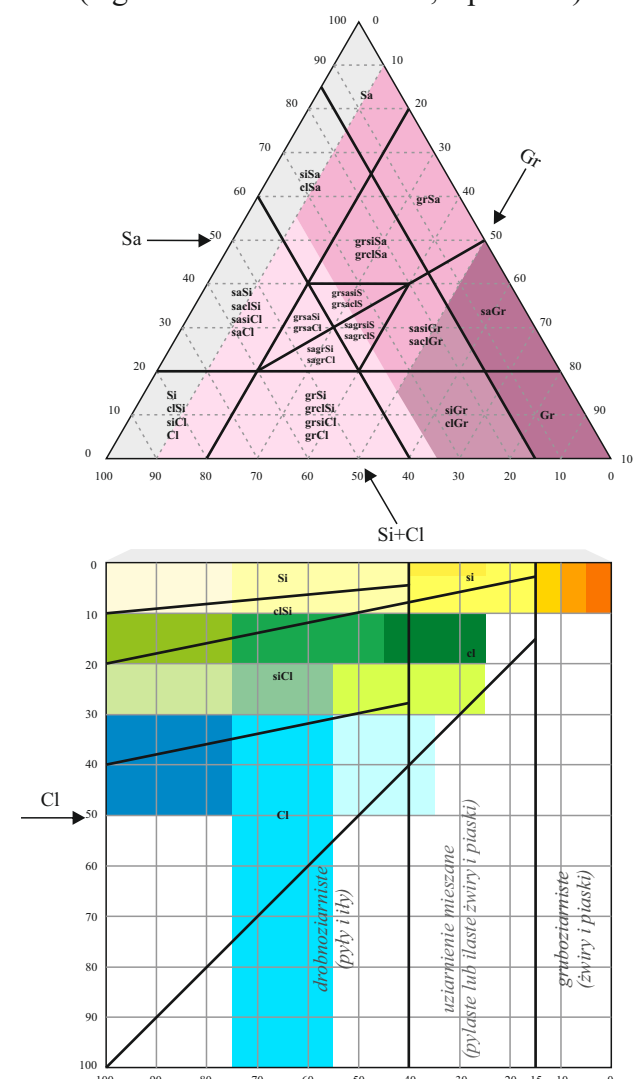 100 0
90 10
Sa
80 20
70 30
Gr
siSa
clSa
60 40
grSa
Sa 50 50
grsiSa
grclSa
40 60
saSi
saclSi
sasiCl
saCl
grsasiS
grsaclS
saGr
grsaSi
grsaCl
sagrsiS
sagrclS
sasiGr
saclGr
30 70
sagrSi
sagrCl
20 80
Si
clSi
siCl
Cl
grSi
grclSi
grsiCl
grCl
siGr
clGr
Gr
10 90
0 10
100 90 80 70 60 50 40 30 20 10 0
Si+Cl
0
Si si
10 clSi
cl
20
siCl
30
40
Cl
50 Cl
60
70
80
90
100
drobnoziarniste
(pyły i iły)
uziarnienie mieszane
(pylaste lub ilaste żwiry i piaski)
gruboziarniste
(żwiry i piaski)